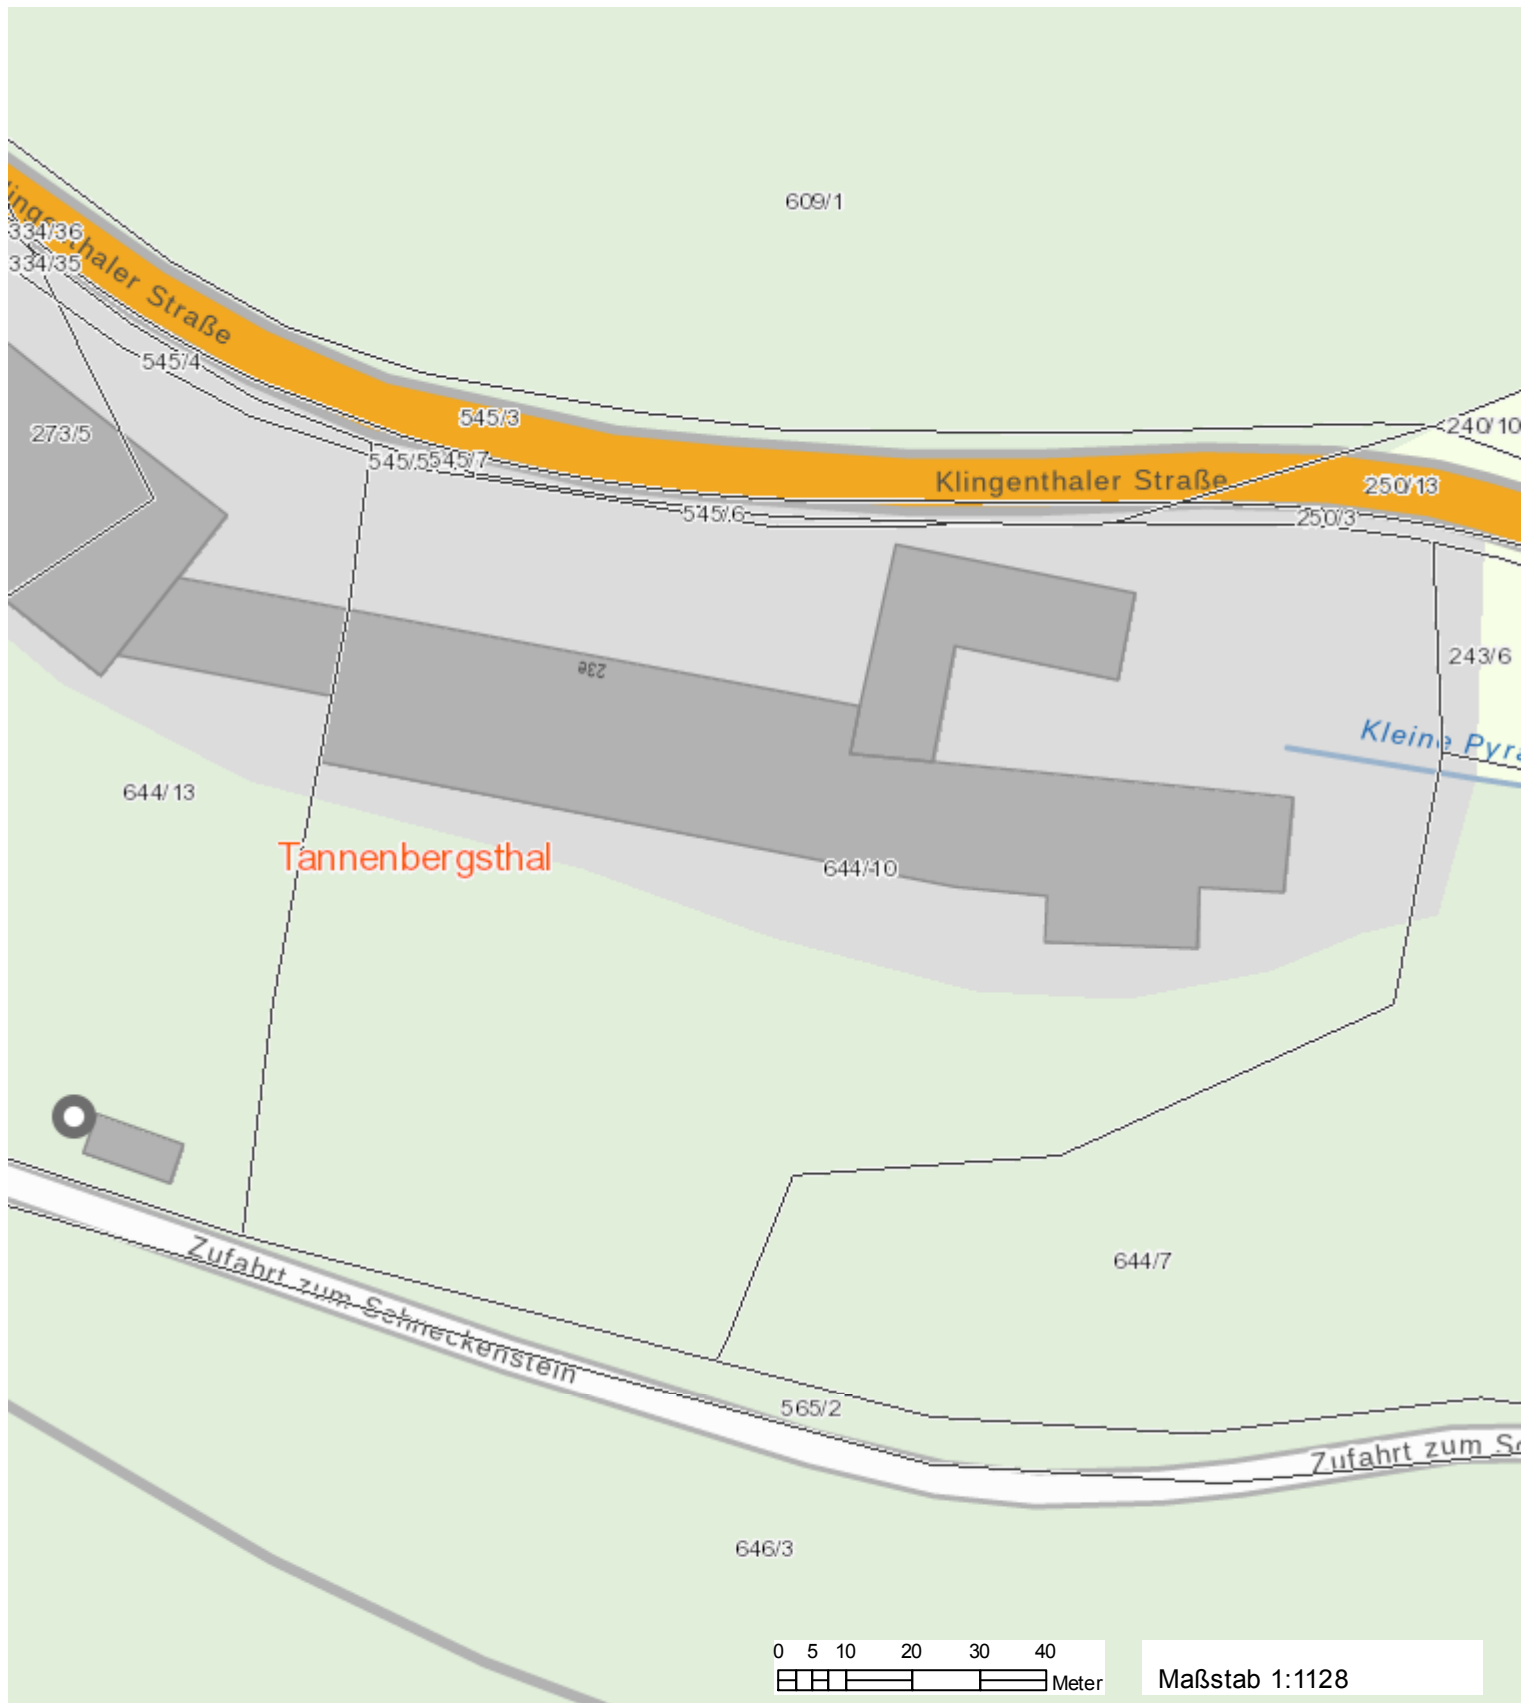 609/1
334/36
334/35
Klingenthaler Straße
545/4
273/5
545/3
545/5
545/7
545/6
Klingenthaler Straße
240/10
250/13
250/3
243/6
23e
Kleine Pyra
644/13
Tannenbergsthal
644/10
644/7
Zufahrt zum Schneckenstein
565/2
Zufahrt zum Sc
646/3
0 5 10 20 30 40
Meter
Maßstab 1:1128